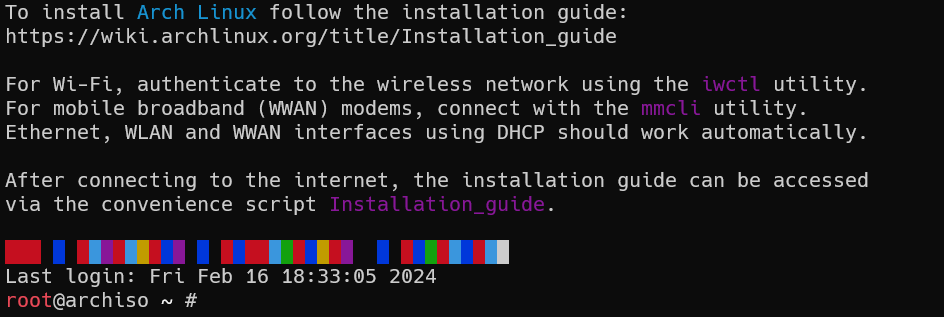 To install Arch Linux follow the installation guide:
https://wiki.archlinux.org/title/Installation_guide
For Wi-Fi, authenticate to the wireless network using the iwctl utility.
For mobile broadband (WWAN) modems, connect with the mmcli utility.
Ethernet, WLAN and WWAN interfaces using DHCP should work automatically.
After connecting to the internet, the installation guide can be accessed
via the convenience script Installation_guide.
Last login: Fri Feb 16 18:33:05 2024
root@archiso ~ #